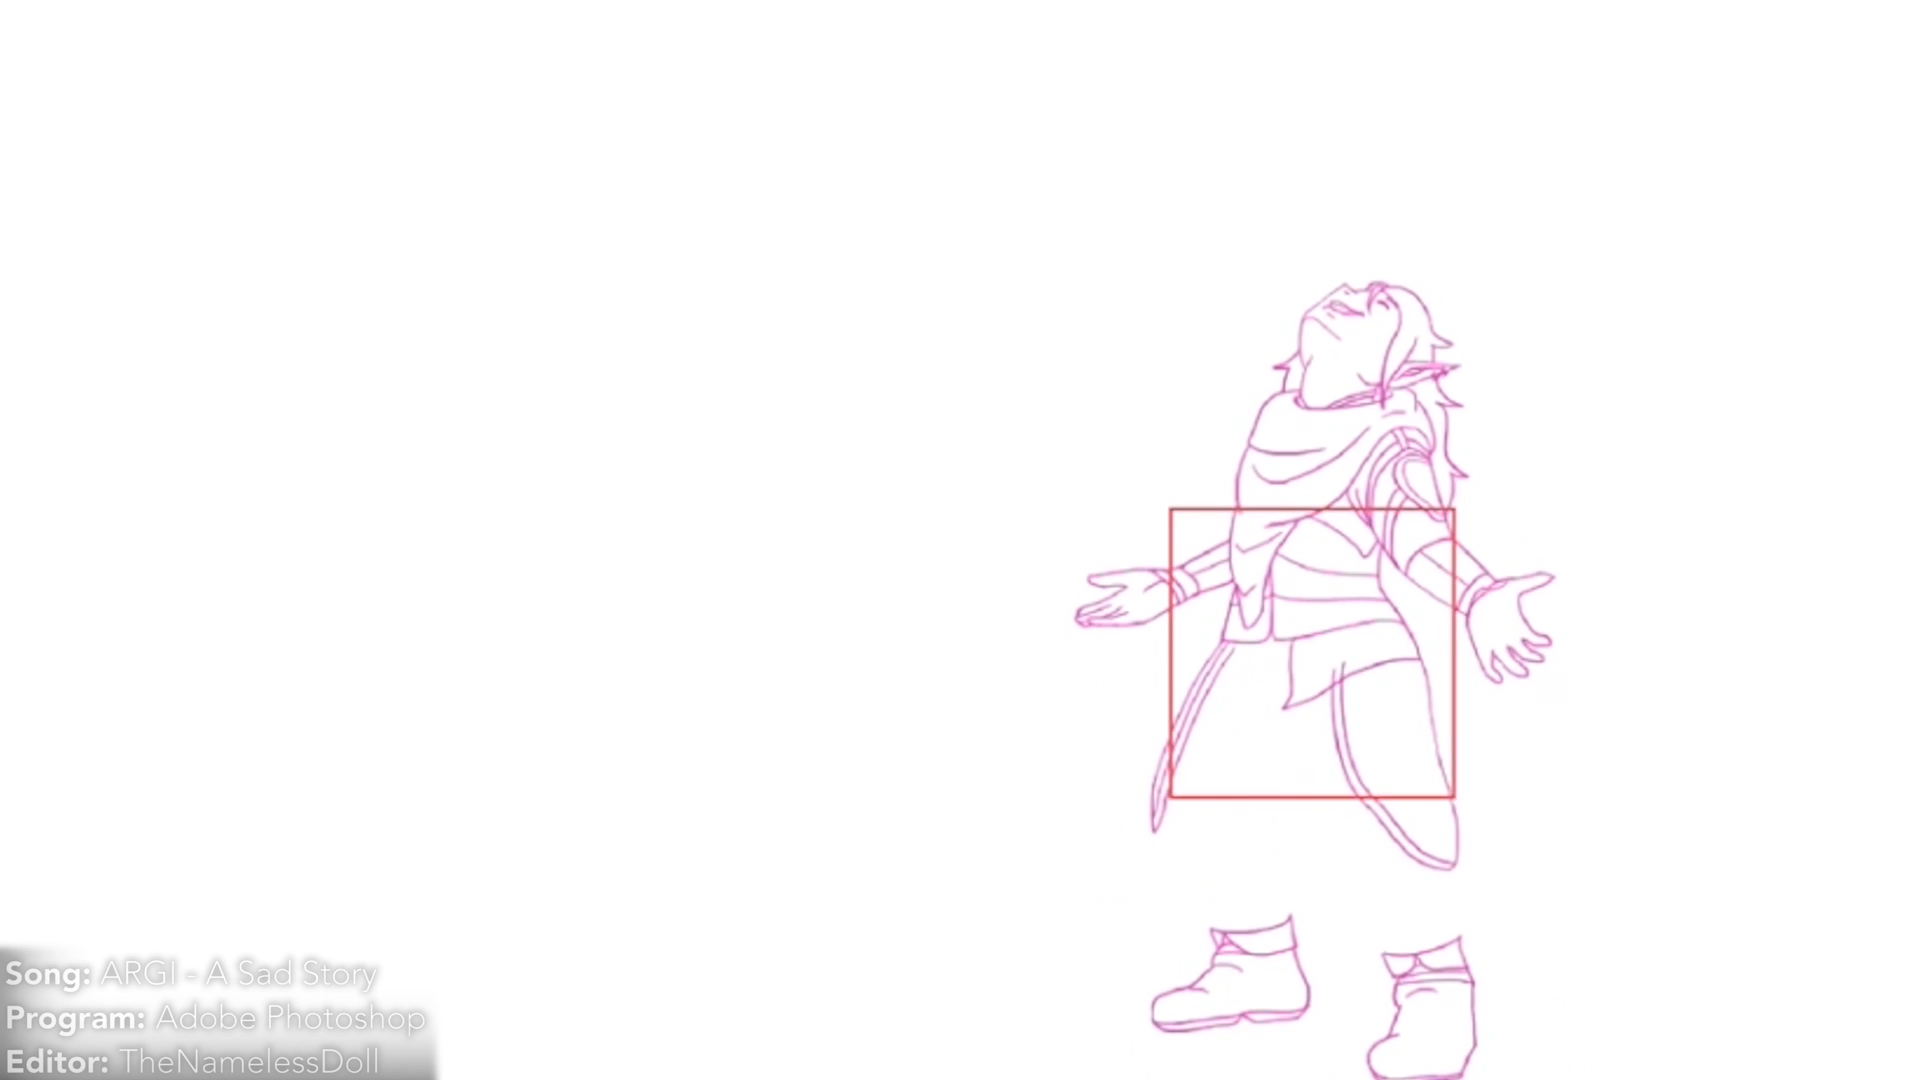 Song: ARGI - A Sad Story
Program: Adobe Photoshop
Editor: TheNamelessDoll